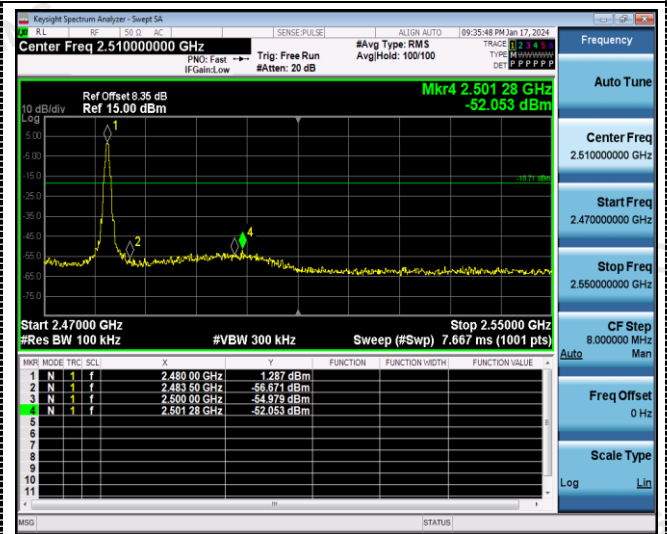 Keysight Spectrum Analyzer - Swept SA
RL RF 50 Ω AC SENSE:PULSE ALIGN AUTO 09:35:48 PM Jan 17, 2024
Center Freq 2.510000000 GHz
#Avg Type: RMS
TRACE 1 2 3 4 5 6
PNO: Fast Trig: Free Run Avg|Hold: 100/100
TYPE M WWWWW
IFGain:Low #Atten: 20 dB
DET P P P P P P
Frequency
Auto Tune
Center Freq
2.510000000 GHz
Start Freq
2.470000000 GHz
Stop Freq
2.550000000 GHz
CF Step
8.000000 MHz
Auto Man
Freq Offset
0 Hz
Scale Type
Log Lin
Mkr4 2.501 28 GHz
-52.053 dBm
Ref Offset 8.35 dB
10 dB/div Ref 15.00 dBm
Log
1
5.00
-5.00
-15.0
-18.71 dBm
-25.0
-35.0
-45.0
2
4
-55.0
-65.0
-75.0
Start 2.47000 GHz Stop 2.55000 GHz
#Res BW 100 kHz #VBW 300 kHz Sweep (#Swp) 7.667 ms (1001 pts)
MKR MODE TRC SCL X Y FUNCTION FUNCTION WIDTH FUNCTION VALUE
1 N 1 f 2.480 00 GHz 1.287 dBm
2 N 1 f 2.483 50 GHz -56.671 dBm
3 N 1 f 2.500 00 GHz -54.979 dBm
4 N 1 f 2.501 28 GHz -52.053 dBm
5
6
7
8
9
10
11
MSG STATUS